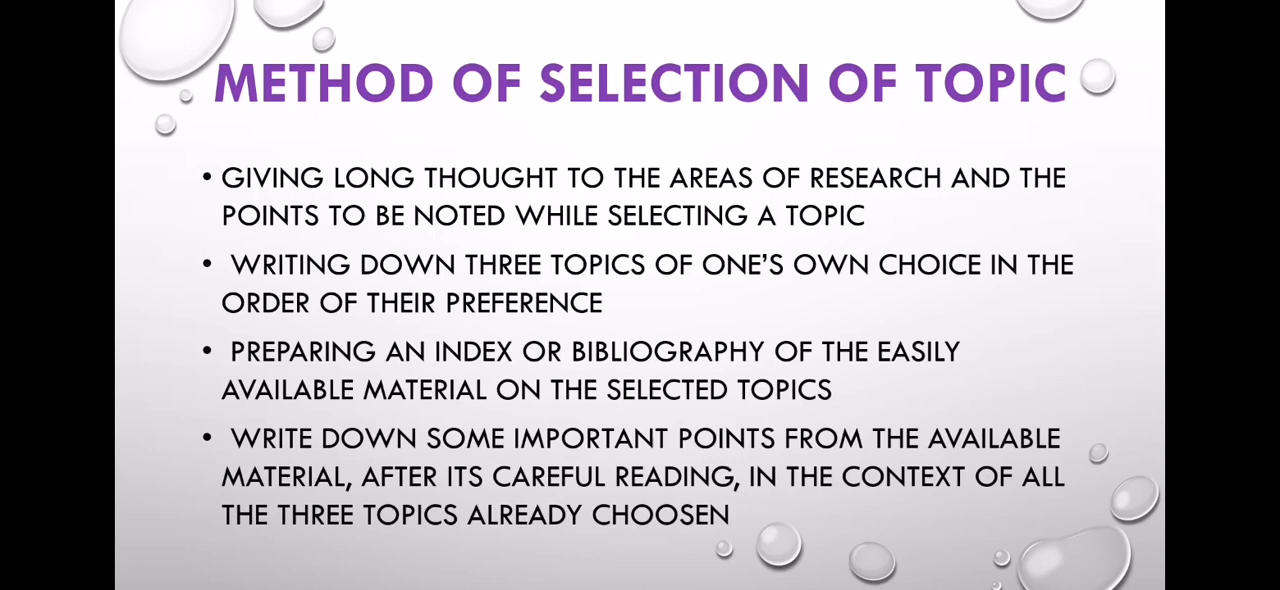 METHOD OF SELECTION OF TOPIC
• GIVING LONG THOUGHT TO THE AREAS OF RESEARCH AND THE
POINTS TO BE NOTED WHILE SELECTING A TOPIC
• WRITING DOWN THREE TOPICS OF ONE’S OWN CHOICE IN THE
ORDER OF THEIR PREFERENCE
• PREPARING AN INDEX OR BIBLIOGRAPHY OF THE EASILY
AVAILABLE MATERIAL ON THE SELECTED TOPICS
• WRITE DOWN SOME IMPORTANT POINTS FROM THE AVAILABLE
MATERIAL, AFTER ITS CAREFUL READING, IN THE CONTEXT OF ALL
THE THREE TOPICS ALREADY CHOOSEN